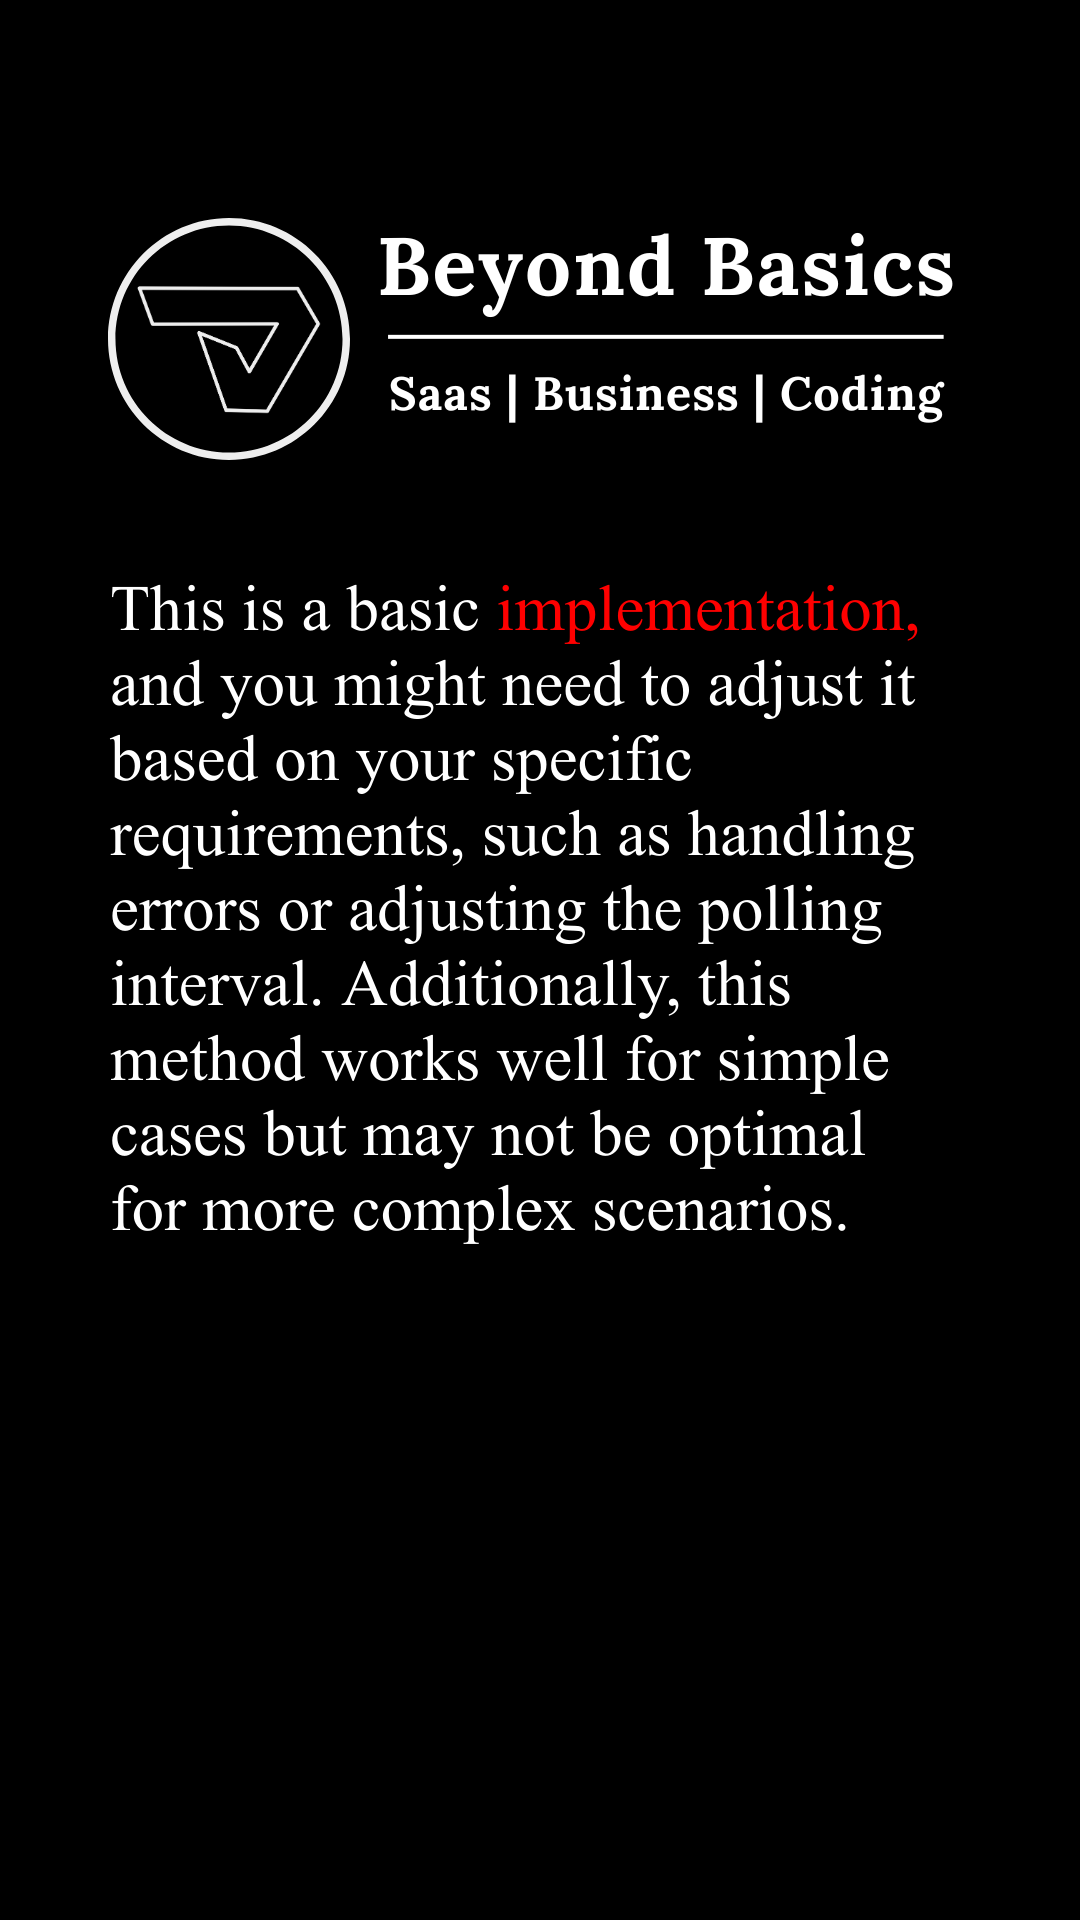 Beyond Basics
Saas | Business | Coding
This is a basic implementation,
and you might need to adjust it
based on your specific
requirements, such as handling
errors or adjusting the polling
interval. Additionally, this
method works well for simple
cases but may not be optimal
for more complex scenarios.